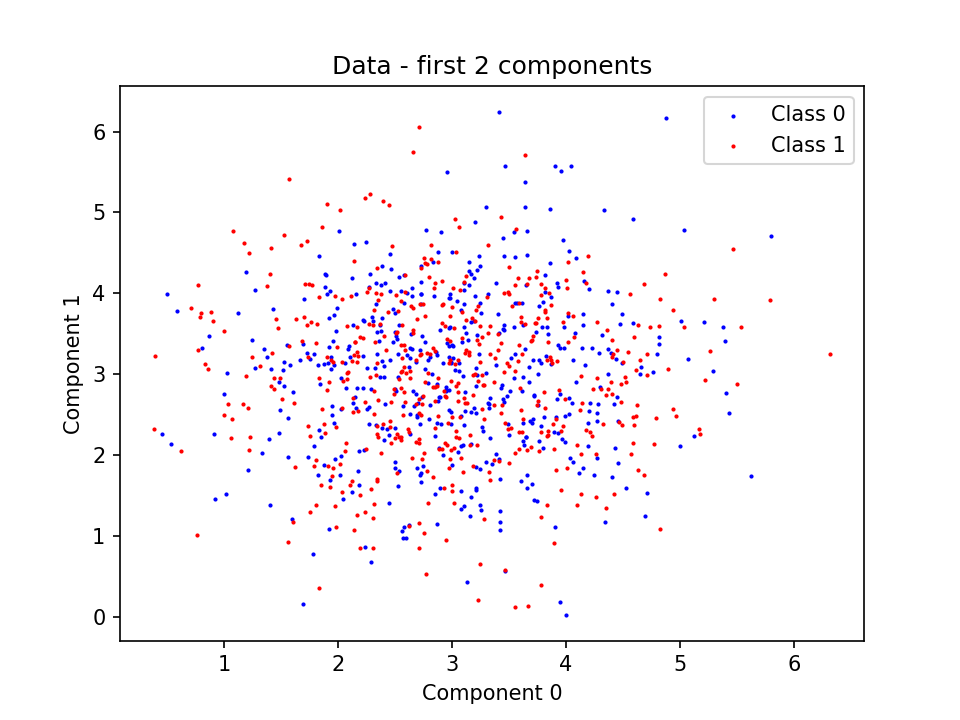 Data - first 2 components
Class 0
Class 1
6
5
4
3
2
1
0
Component 1
1 2 3 4 5 6
Component 0